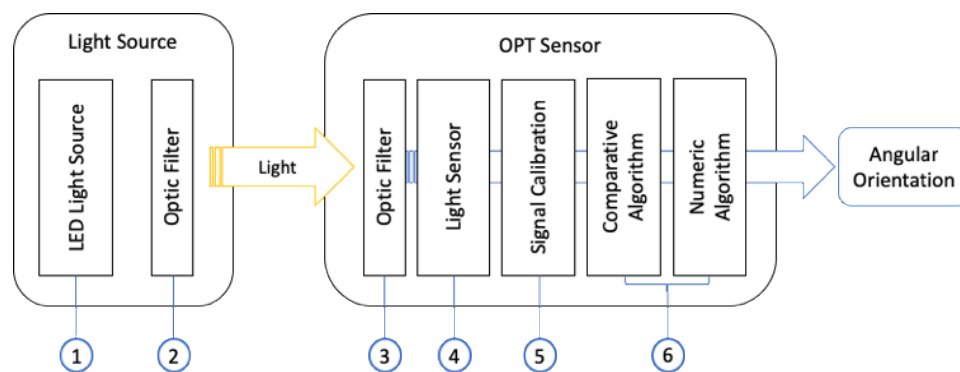 Light Source
OPT Sensor
LED Light Source
Optic Filter
Light
Optic Filter
Light Sensor
Signal Calibration
Comparative
Algorithm
Numeric
Algorithm
Angular
Orientation
1
2
3
4
5
6